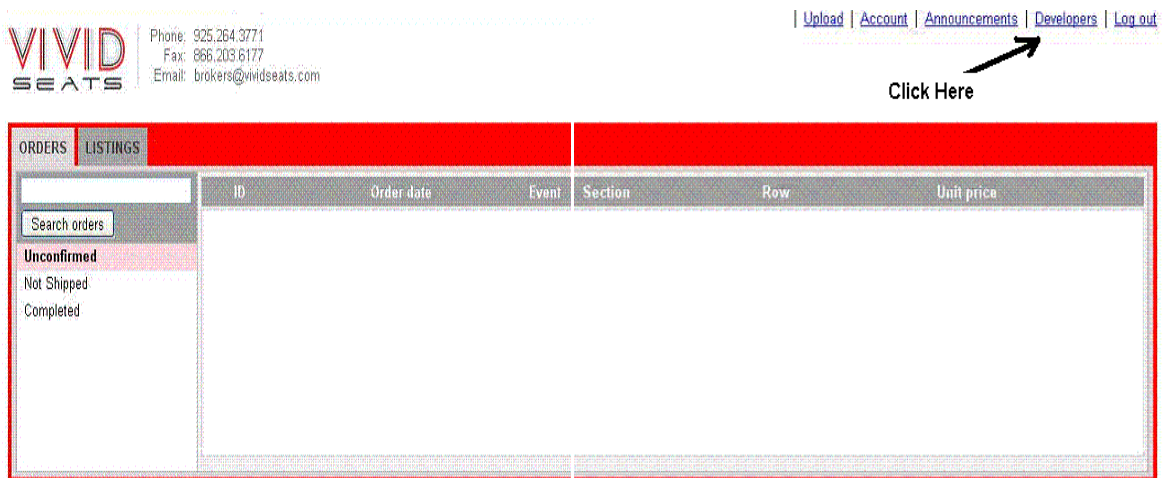 | Upload | Account | Announcements | Developers | Log out
VIVID
SEATS
Phone: 925.264.3771
Fax: 866.203.6177
Email: brokers@vividseats.com
Click Here
ORDERS LISTINGS
ID Order date Event Section Row Unit price
Search orders
Unconfirmed
Not Shipped
Completed